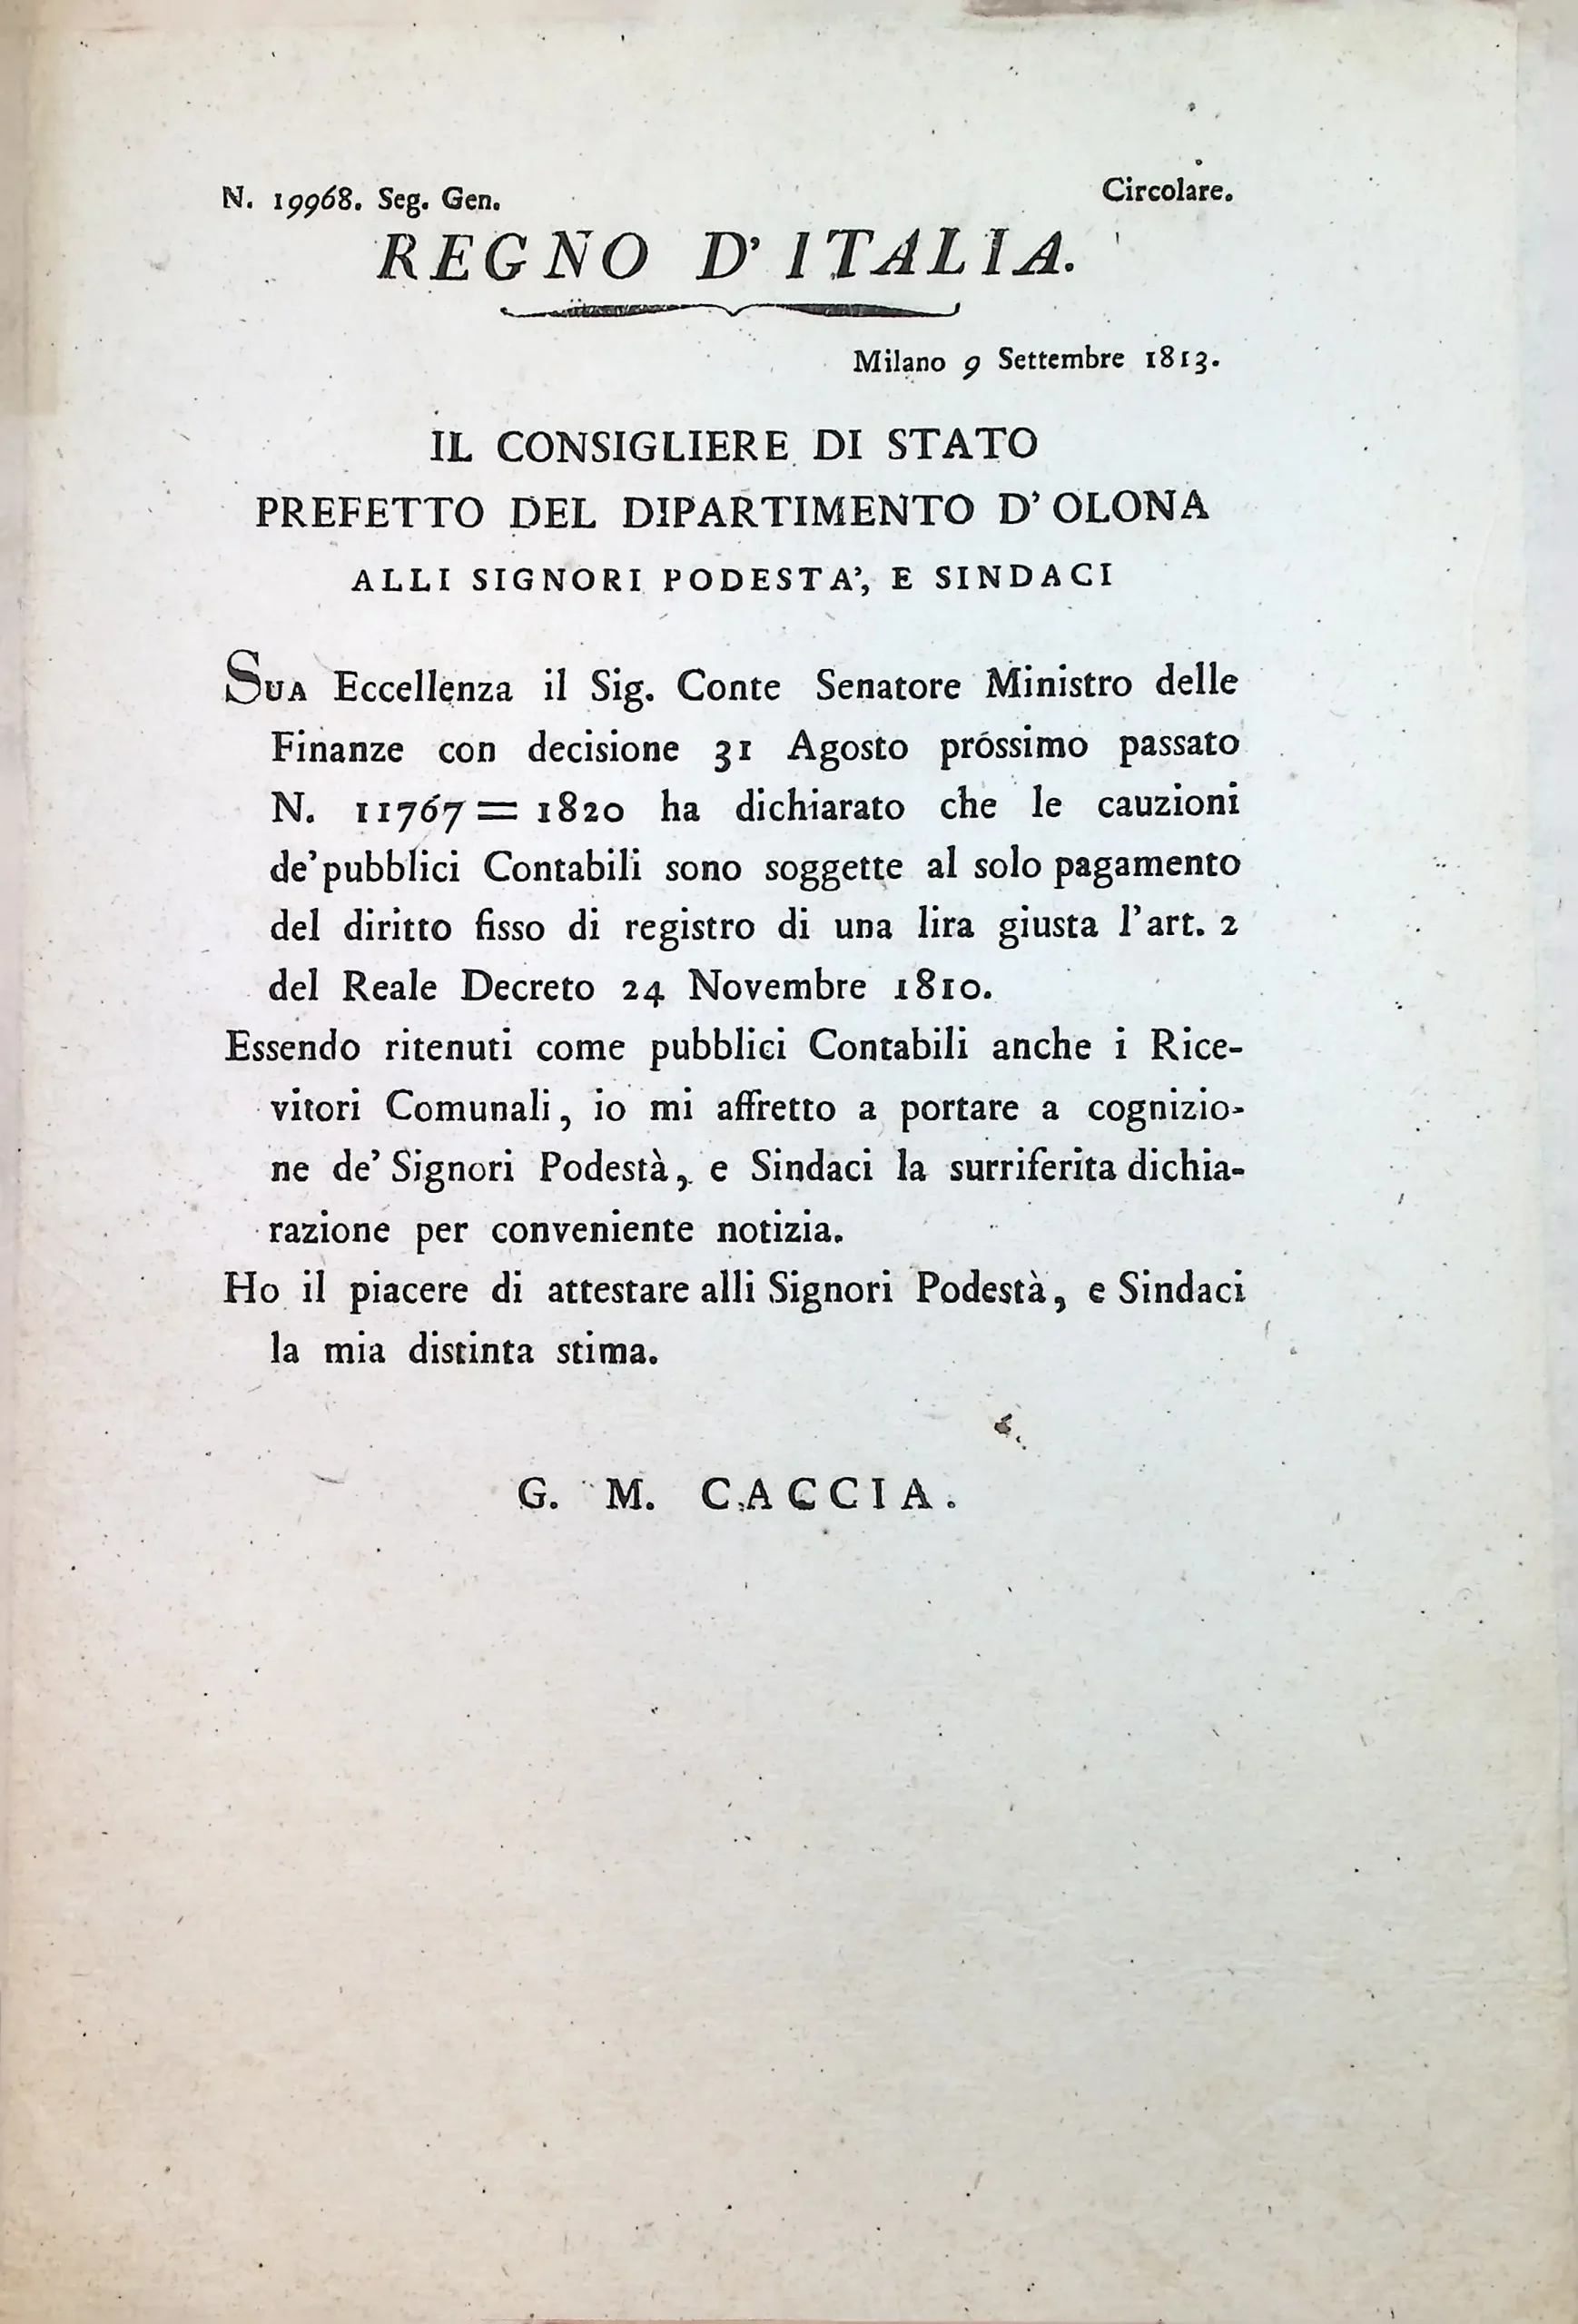 N. 19968. Seg. Gen.
Circolare.
REGNO D' ITALIA.
Milano 9 Settembre 1813.
IL CONSIGLIERE DI STATO
PREFETTO DEL DIPARTIMENTO D' OLONA
ALLI SIGNORI PODESTA', E SINDACI
SUA Eccellenza il Sig. Conte Senatore Ministro delle
Finanze con decisione 31 Agosto próssimo passato
N. 11767 = 1820 ha dichiarato che le cauzioni
de' pubblici Contabili sono soggette al solo pagamento
del diritto fisso di registro di una lira giusta l'art. 2
del Reale Decreto 24 Novembre 1810.
Essendo ritenuti come pubblici Contabili anche i Rice-
vitori Comunali, io mi affretto a portare a cognizio-
ne de' Signori Podestà, e Sindaci la surriferita dichia-
razione per conveniente notizia.
Ho il piacere di attestare alli Signori Podestà, e Sindaci
la mia distinta stima.
G. M. CACCIA.